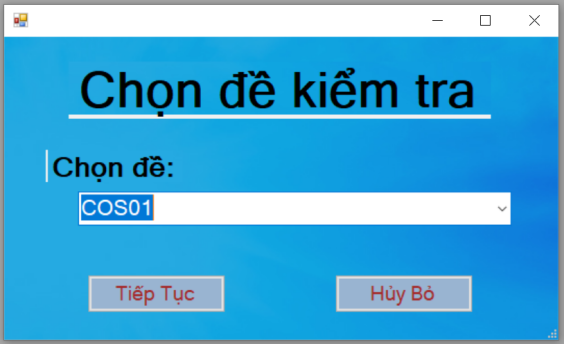 Chọn đề kiểm tra
Chọn đề:
COS01
Tiếp Tục
Hủy Bỏ